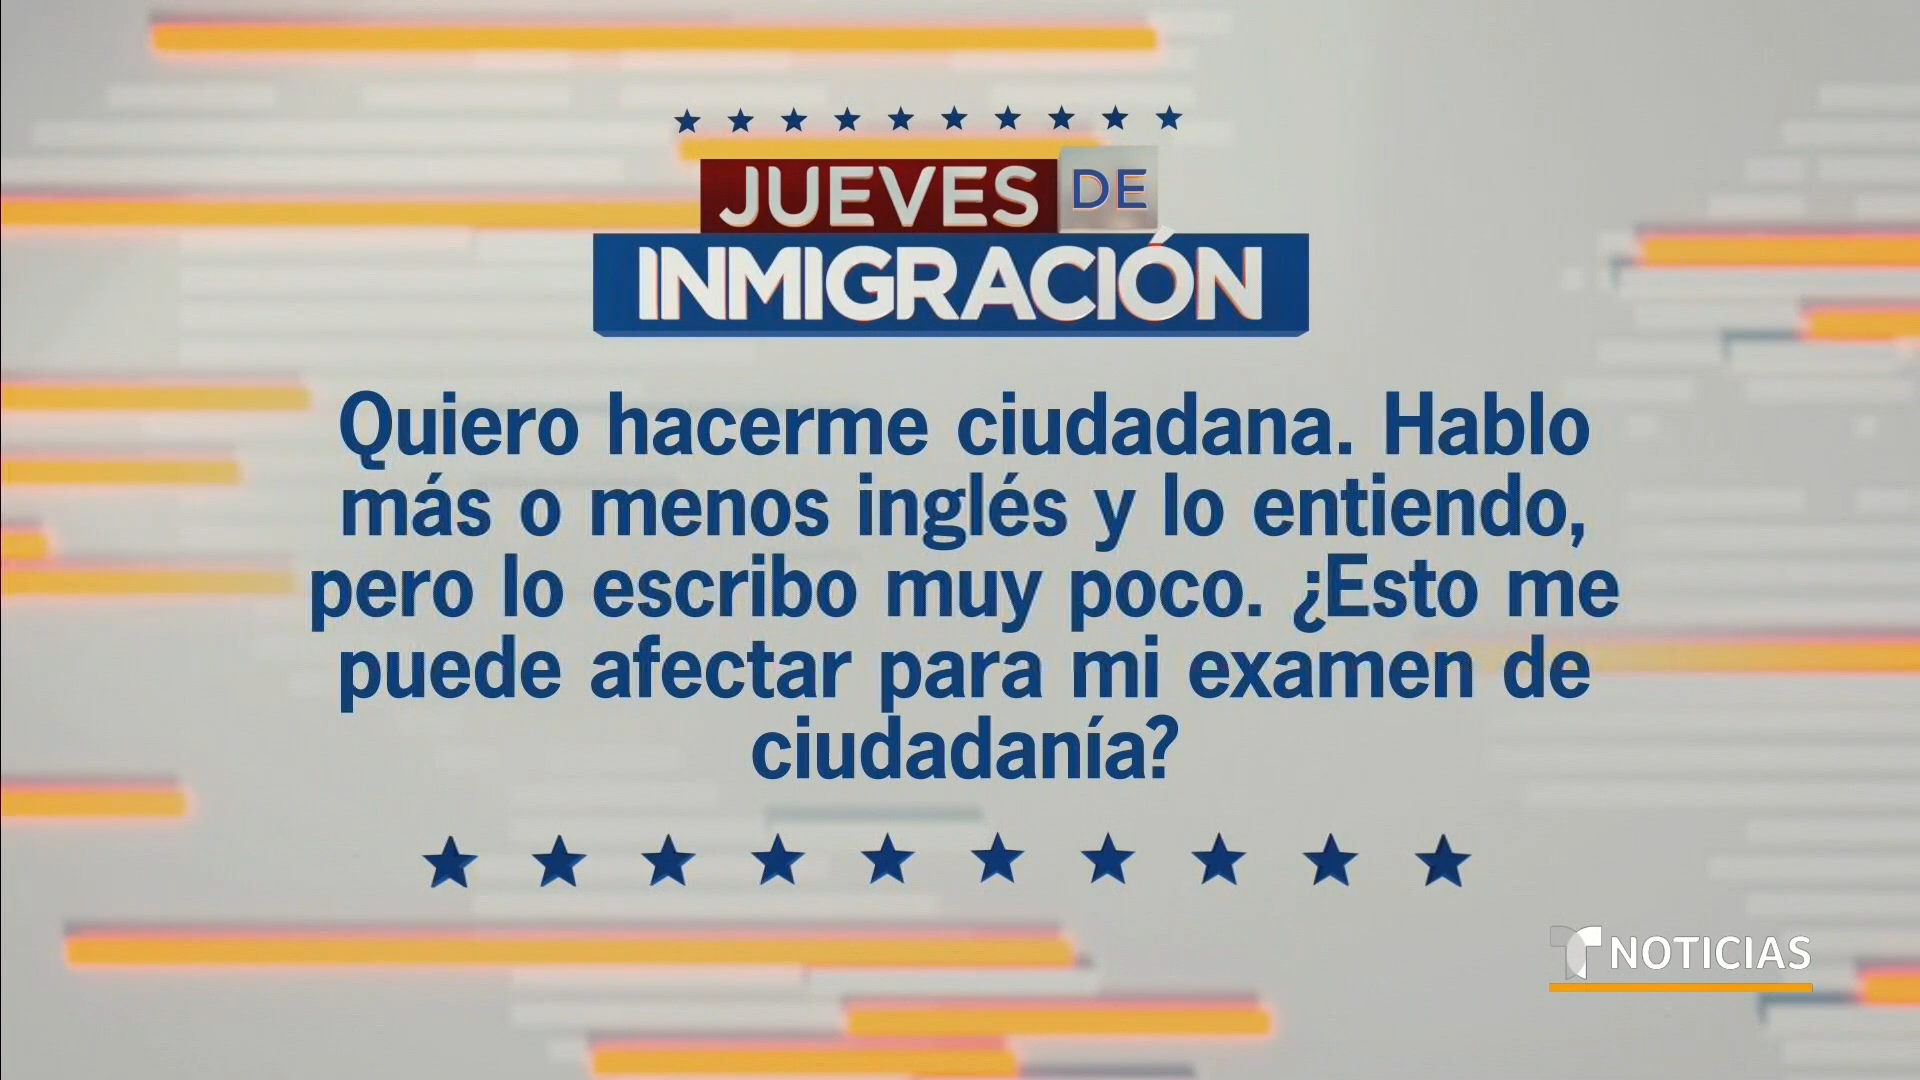 JUEVES DE
INMIGRACIÓN
Quiero hacerme ciudadana. Hablo
más o menos inglés y lo entiendo,
pero lo escribo muy poco. ¿Esto me
puede afectar para mi examen de
ciudadanía?
NOTICIAS